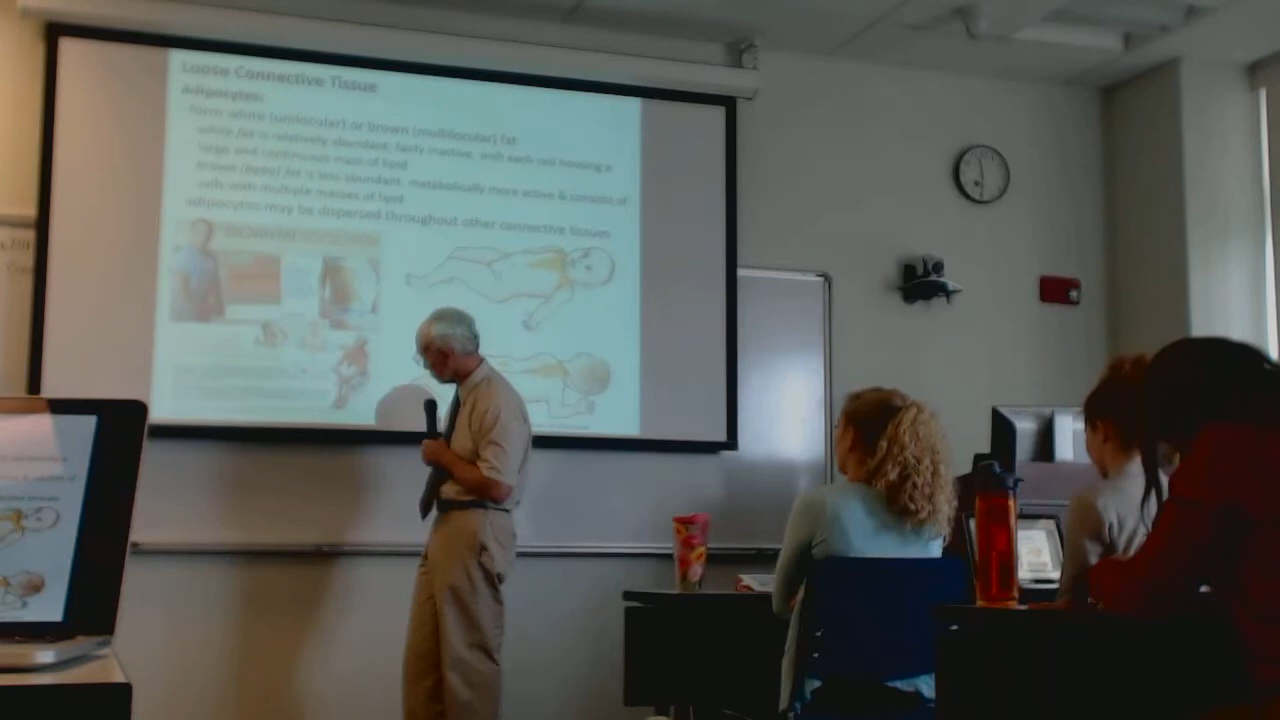 Loose Connective Tissue
Adipocytes:
form white (unilocular) or brown (multilocular) fat
white fat is relatively abundant, fairly inactive, with each cell housing a
large and continuous mass of lipid
brown (baby) fat is less abundant, metabolically more active & consists of
cells with multiple masses of lipid
adipocytes may be dispersed throughout other connective tissues